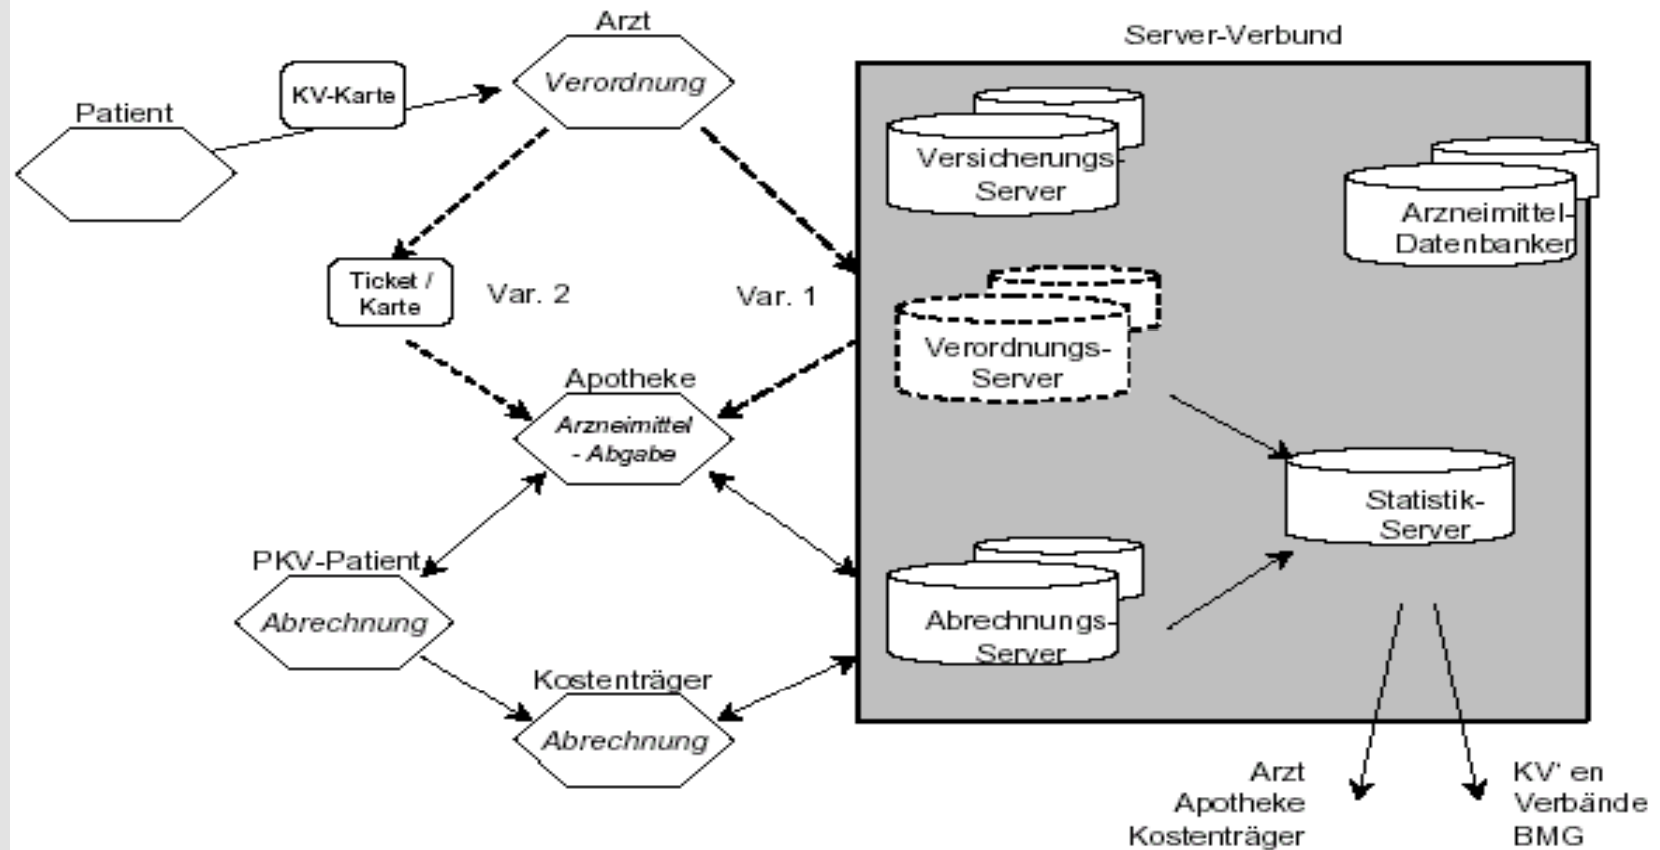 Arzt
Server-Verbund
Verordnung
KV-Karte
Patient
Versicherungs-
Server
Arzneimittel-
Datenbanken
Ticket /
Karte
Var. 2
Var. 1
Verordnungs-
Server
Apotheke
Arzneimittel
- Abgabe
Statistik-
Server
PKV-Patient
Abrechnung
Abrechnungs-
Server
Kostenträger
Abrechnung
Arzt
Apotheke
Kostenträger
KV' en
Verbände
BMG